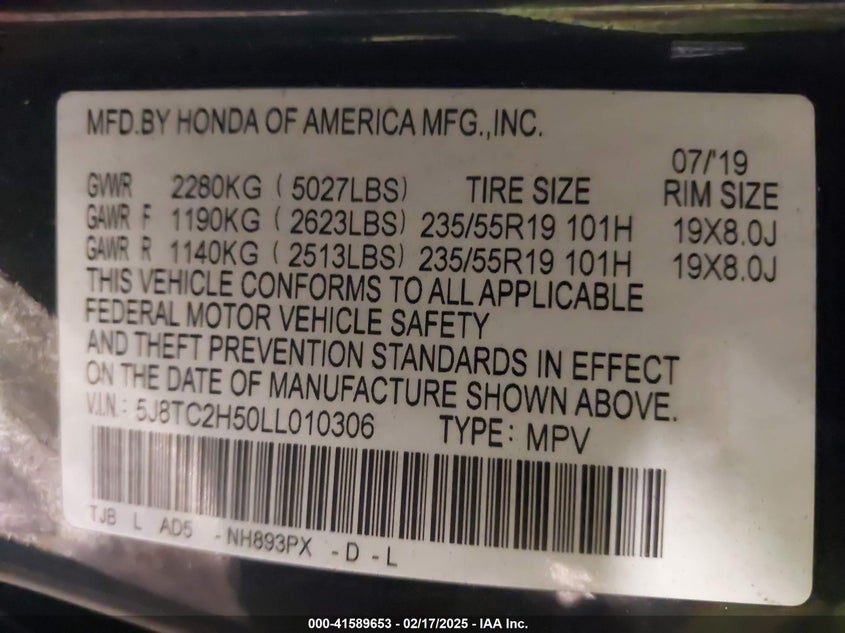 MFD.BY HONDA OF AMERICA MFG.,INC.
07/'19
GVWR 2280KG ( 5027LBS) TIRE SIZE RIM SIZE
GAWR F 1190KG ( 2623LBS) 235/55R19 101H 19X8.0J
GAWR R 1140KG ( 2513LBS) 235/55R19 101H 19X8.0J
THIS VEHICLE CONFORMS TO ALL APPLICABLE
FEDERAL MOTOR VEHICLE SAFETY
AND THEFT PREVENTION STANDARDS IN EFFECT
ON THE DATE OF MANUFACTURE SHOWN ABOVE.
V.I.N.: 5J8TC2H50LL010306 TYPE: MPV
TJB L AD5 -NH893PX -D -L
000-41589653 - 02/17/2025 - IAA Inc.